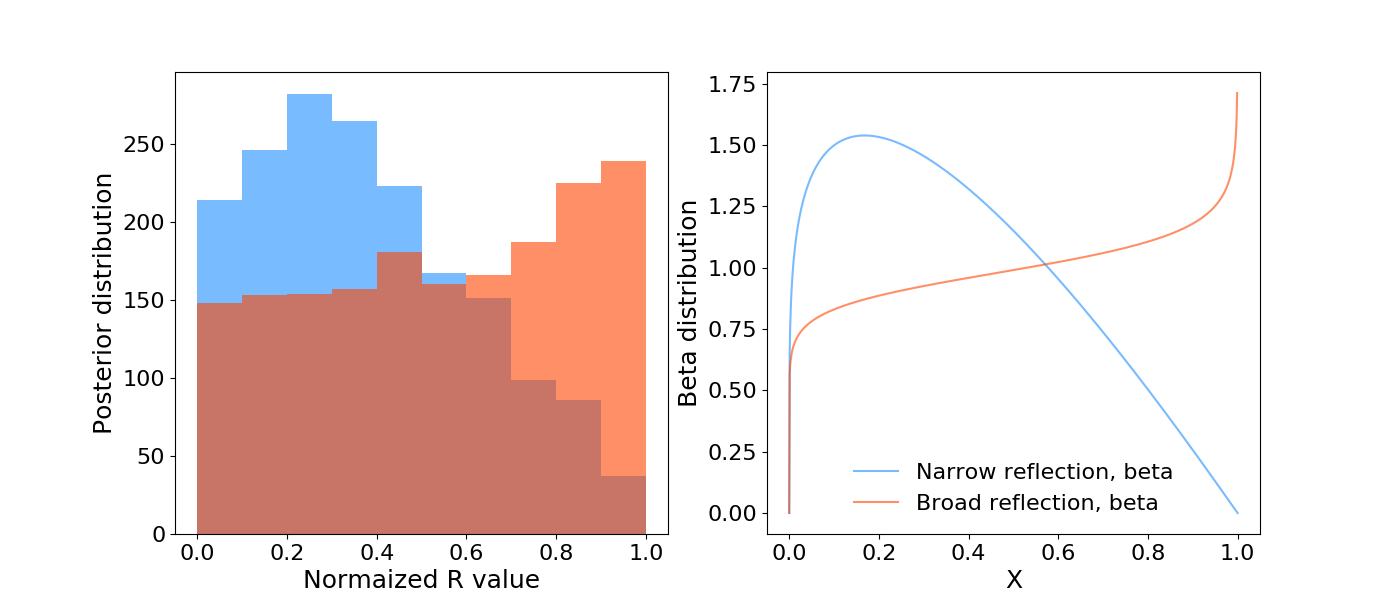 Posterior distribution
250
200
150
100
50
0
0.0 0.2 0.4 0.6 0.8 1.0
Normaized R value
Beta distribution
1.75
1.50
1.25
1.00
0.75
0.50
0.25
0.00
Narrow reflection, beta
Broad reflection, beta
0.0 0.2 0.4 0.6 0.8 1.0
X